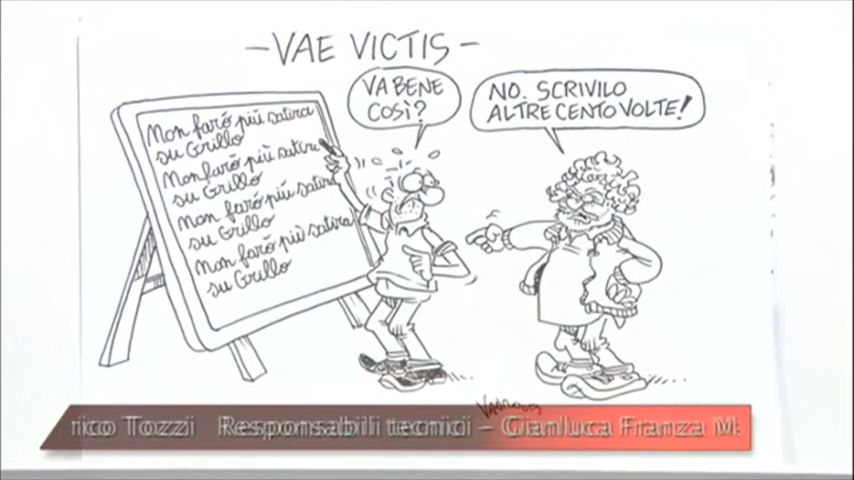 – VAE VICTIS –
VA BENE
COSÌ?
NO. SCRIVILO
ALTRE CENTO VOLTE!
Non farò più satira
su Grillo
Non farò più satira
su Grillo
Non farò più satira
su Grillo
Non farò più satira
su Grillo
rico Tozzi Responsabili tecnici – Gianluca Franza M